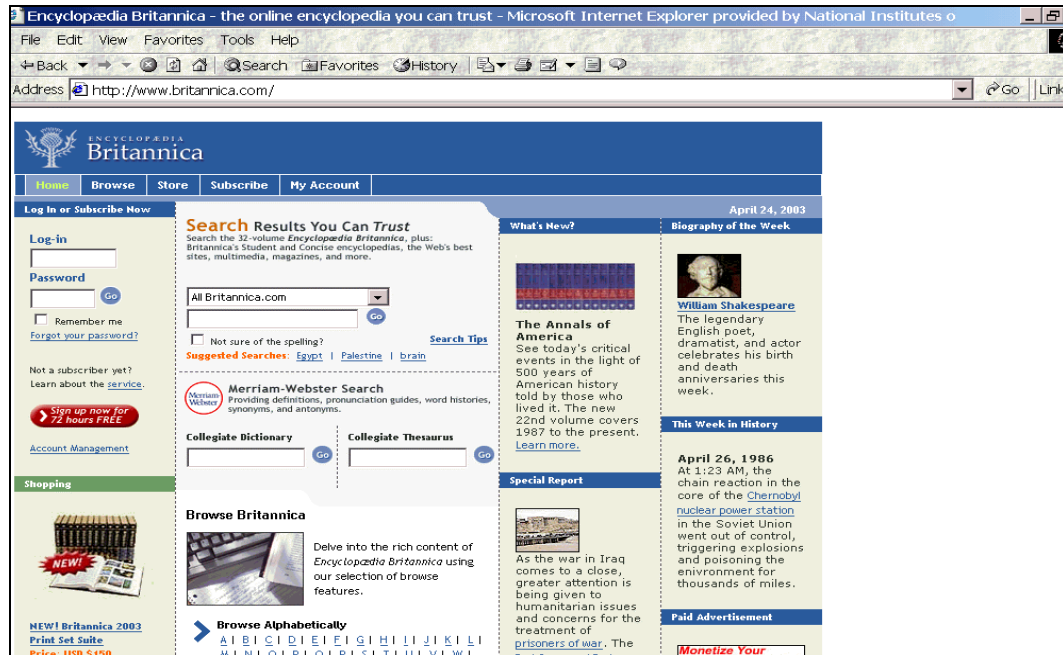 Encyclopædia Britannica - the online encyclopedia you can trust - Microsoft Internet Explorer provided by National Institutes o
File Edit View Favorites Tools Help
Back Search Favorites History
Address http://www.britannica.com/ Go Link
ENCYCLOPÆDIA
Britannica
Home Browse Store Subscribe My Account
April 24, 2003
Log In or Subscribe Now
Log-in
Password
Go
Remember me
Forgot your password?
Not a subscriber yet?
Learn about the service.
Sign up now for
72 hours FREE
Account Management
Shopping
NEW!
NEW! Britannica 2003
Print Set Suite
Price: USD $150
Search Results You Can Trust
Search the 32-volume Encyclopædia Britannica, plus:
Britannica's Student and Concise encyclopedias, the Web's best
sites, multimedia, magazines, and more.
All Britannica.com
Go
Not sure of the spelling? Search Tips
Suggested Searches: Egypt | Palestine | brain
Merriam
Webster
Merriam-Webster Search
Providing definitions, pronunciation guides, word histories,
synonyms, and antonyms.
Collegiate Dictionary Collegiate Thesaurus
Go Go
Browse Britannica
Delve into the rich content of
Encyclopædia Britannica using
our selection of browse
features.
Browse Alphabetically
A | B | C | D | E | F | G | H | I | J | K | L |
M | N | O | P | Q | R | S | T | U | V | W |
What's New?
The Annals of
America
See today's critical
events in the light of
500 years of
American history
told by those who
lived it. The new
22nd volume covers
1987 to the present.
Learn more.
Special Report
As the war in Iraq
comes to a close,
greater attention is
being given to
humanitarian issues
and concerns for the
treatment of
prisoners of war. The
Biography of the Week
William Shakespeare
The legendary
English poet,
dramatist, and actor
celebrates his birth
and death
anniversaries this
week.
This Week in History
April 26, 1986
At 1:23 AM, the
chain reaction in the
core of the Chernobyl
nuclear power station
in the Soviet Union
went out of control,
triggering explosions
and poisoning the
enivronment for
thousands of miles.
Paid Advertisement
Monetize Your